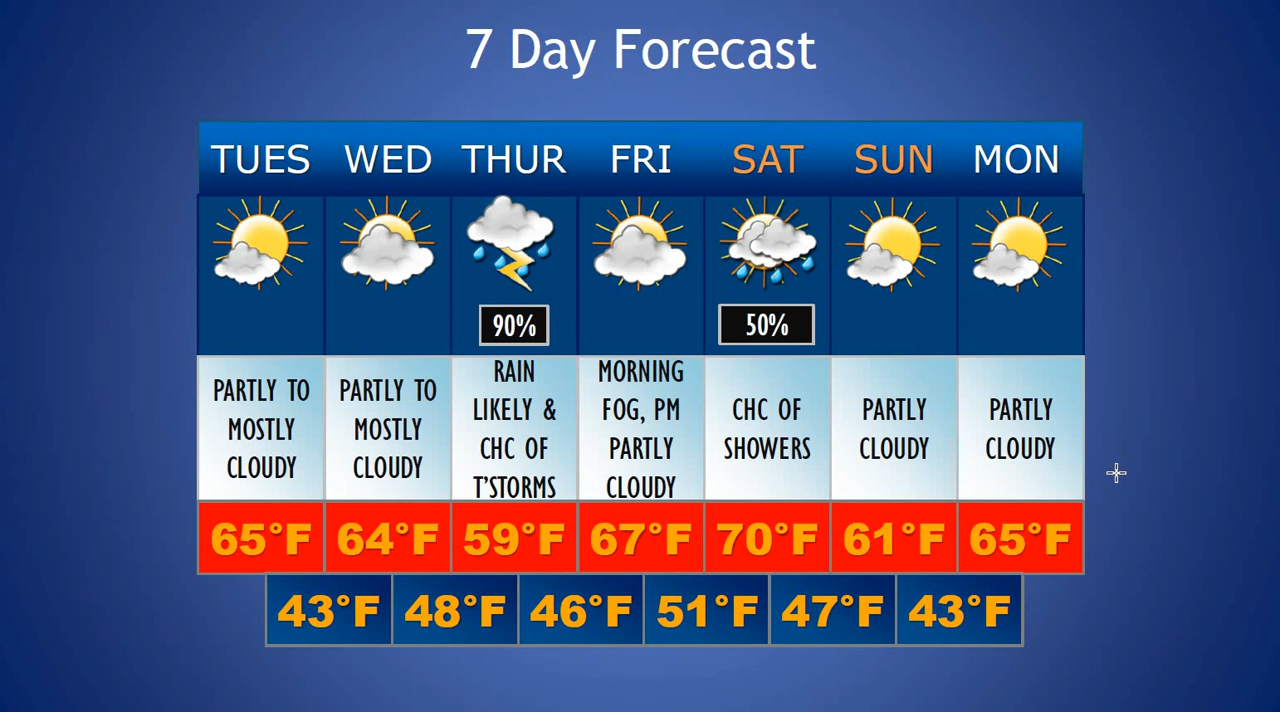 7 Day Forecast
TUES WED THUR FRI SAT SUN MON
90% 50%
PARTLY TO
MOSTLY
CLOUDY
PARTLY TO
MOSTLY
CLOUDY
RAIN
LIKELY &
CHC OF
T'STORMS
MORNING
FOG, PM
PARTLY
CLOUDY
CHC OF
SHOWERS
PARTLY
CLOUDY
PARTLY
CLOUDY
65°F 64°F 59°F 67°F 70°F 61°F 65°F
43°F 48°F 46°F 51°F 47°F 43°F